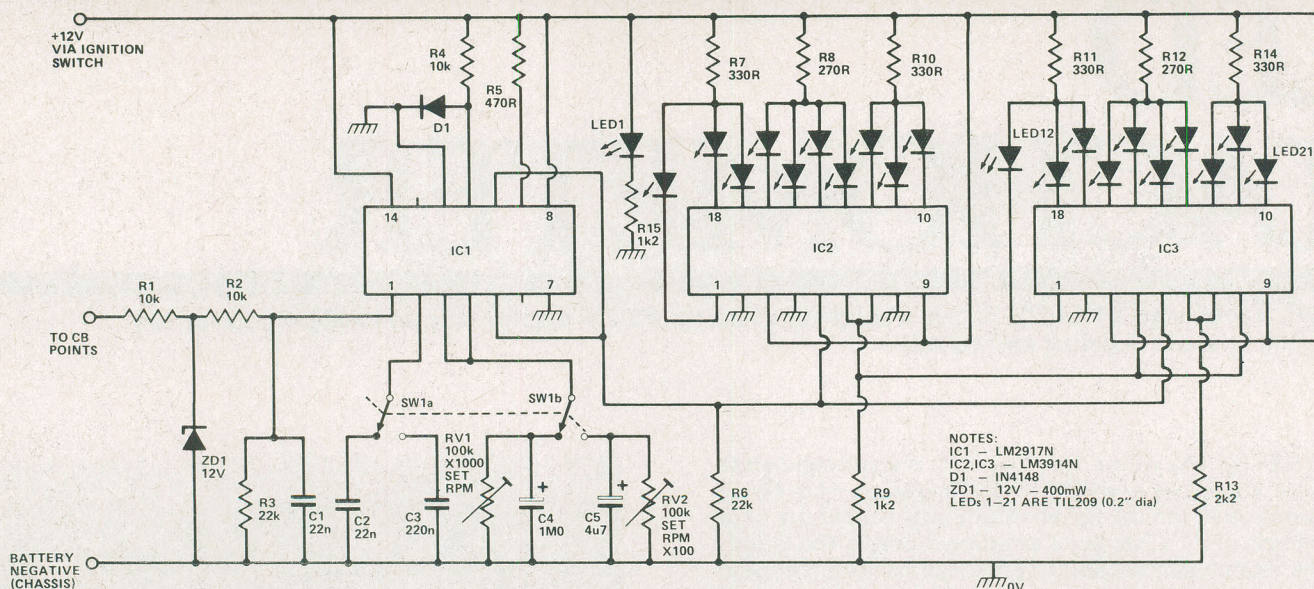 +12V
VIA IGNITION
SWITCH
R4
10k
R5
470R
D1
LED1
R7
330R
R8
270R
R10
330R
R11
330R
R12
270R
R14
330R
LED12
LED21
14
8
IC1
1
7
R15
1k2
18
10
IC2
1
9
18
10
IC3
1
9
R1
10k
R2
10k
TO CB
POINTS
SW1a
SW1b
ZD1
12V
R3
22k
C1
22n
C2
22n
C3
220n
RV1
100k
X1000
SET
RPM
+
C4
1M0
+
C5
4u7
RV2
100k
SET
RPM
X100
R6
22k
R9
1k2
NOTES:
IC1 – LM2917N
IC2,IC3 – LM3914N
D1 – IN4148
ZD1 – 12V – 400mW
LEDs 1–21 ARE TIL209 (0.2" dia)
R13
2k2
BATTERY
NEGATIVE
(CHASSIS)
0V